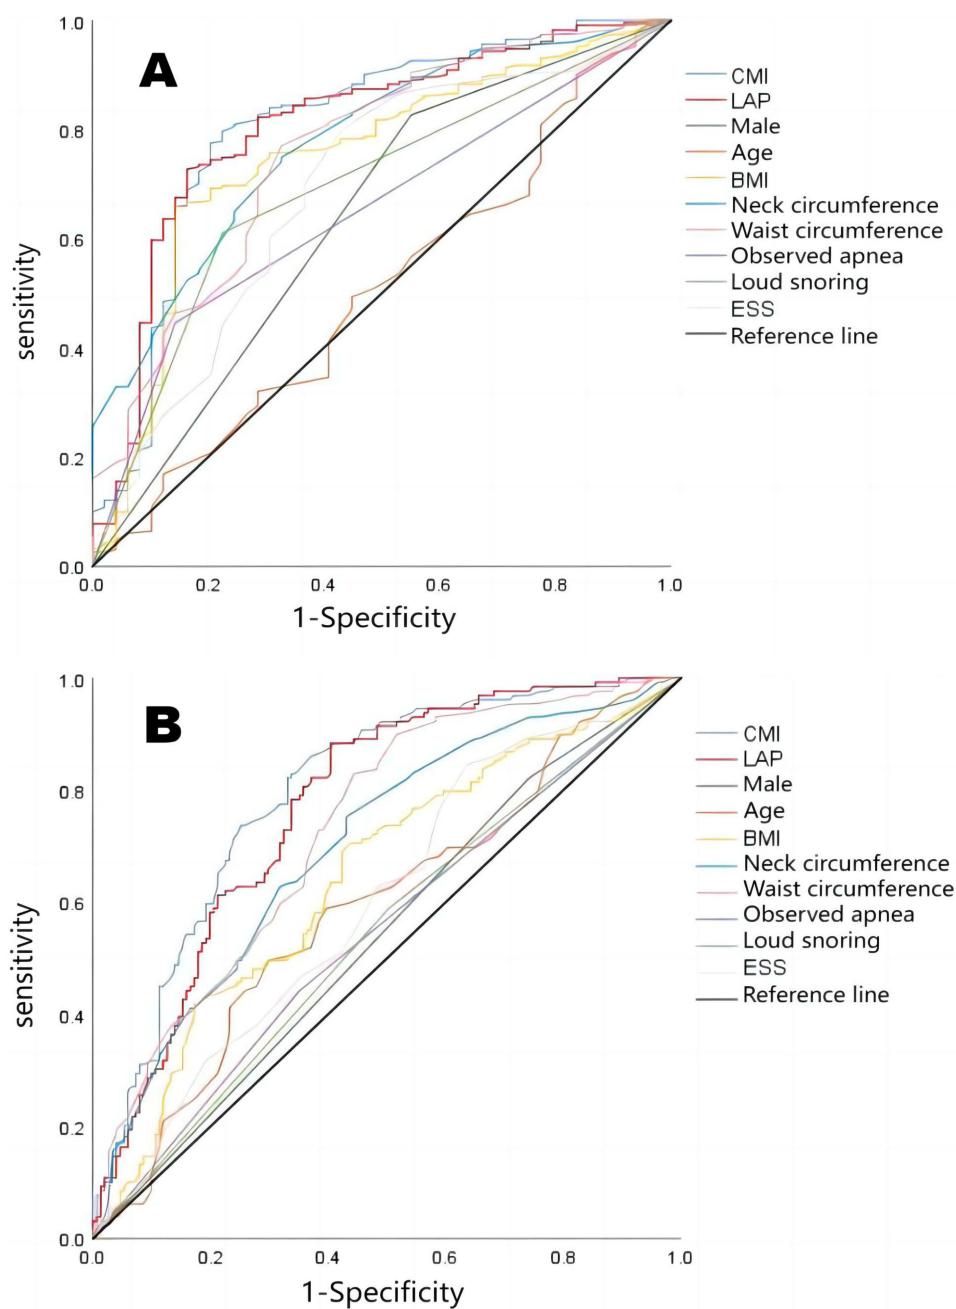 A
1.0
0.8
0.6
0.4
0.2
0.0
sensitivity
0.0 0.2 0.4 0.6 0.8 1.0
1-Specificity
CMI
LAP
Male
Age
BMI
Neck circumference
Waist circumference
Observed apnea
Loud snoring
ESS
Reference line
B
1.0
0.8
0.6
0.4
0.2
0.0
sensitivity
0.0 0.2 0.4 0.6 0.8 1.0
1-Specificity
CMI
LAP
Male
Age
BMI
Neck circumference
Waist circumference
Observed apnea
Loud snoring
ESS
Reference line